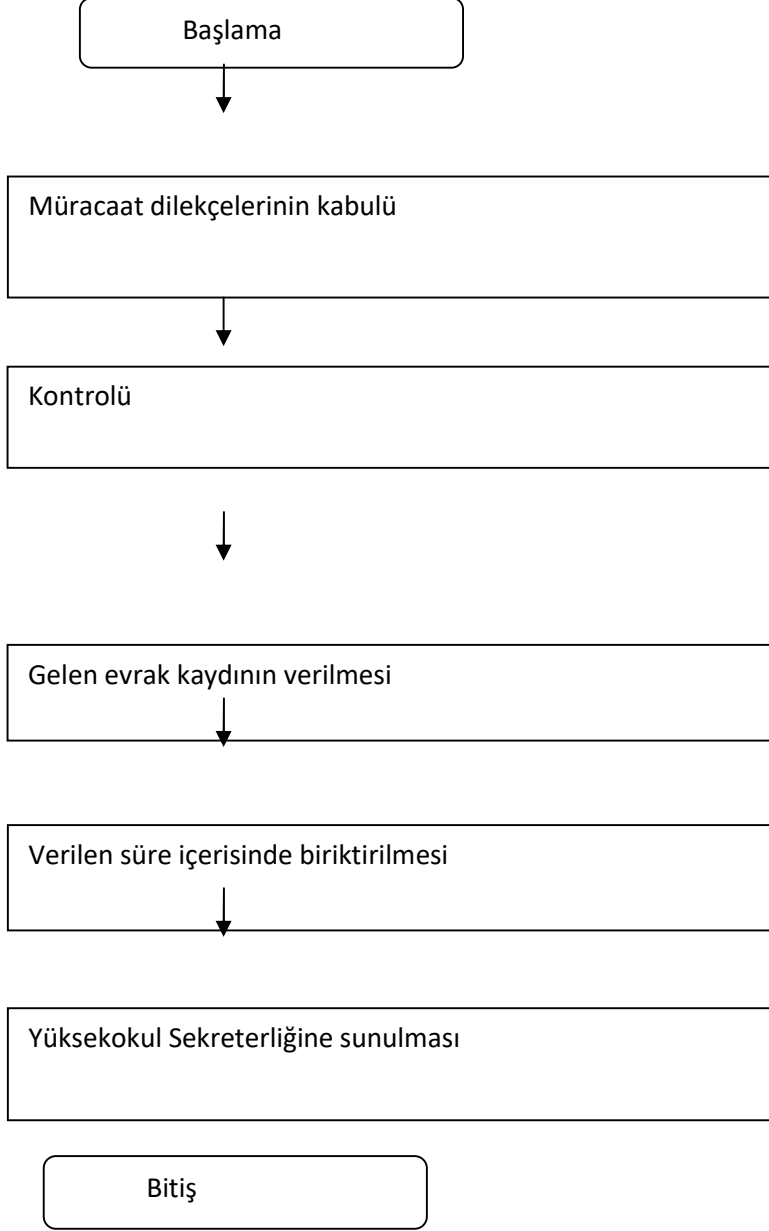 Başlama
Müracaat dilekçelerinin kabulü
Kontrolü
Gelen evrak kaydının verilmesi
Verilen süre içerisinde biriktirilmesi
Yüksekokul Sekreterliğine sunulması
Bitiş